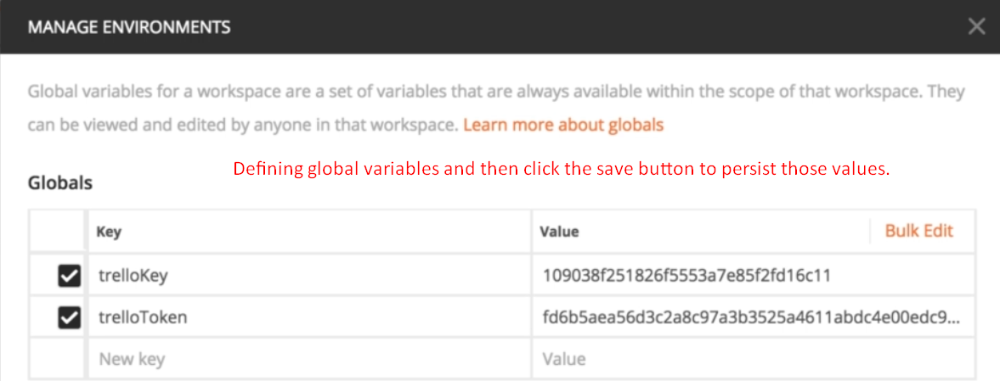 MANAGE ENVIRONMENTS
Global variables for a workspace are a set of variables that are always available within the scope of that workspace. They
can be viewed and edited by anyone in that workspace. Learn more about globals
Defining global variables and then click the save button to persist those values.
Globals
Key Value Bulk Edit
trelloKey 109038f251826f5553a7e85f2fd16c11
trelloToken fd6b5aea56d3c2a8c97a3b3525a4611abdc4e00edc9...
New key Value